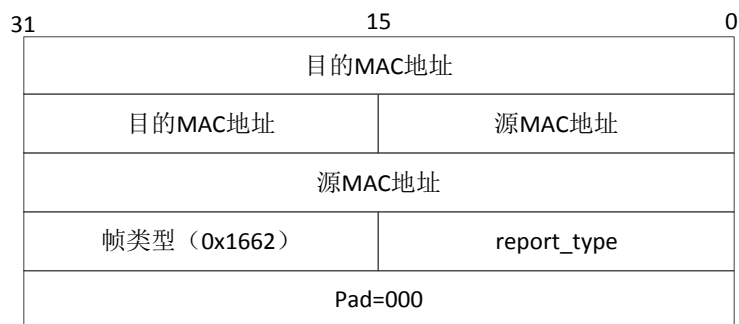 31 15 0
目的MAC地址
目的MAC地址 源MAC地址
源MAC地址
帧类型（0x1662） report_type
Pad=000